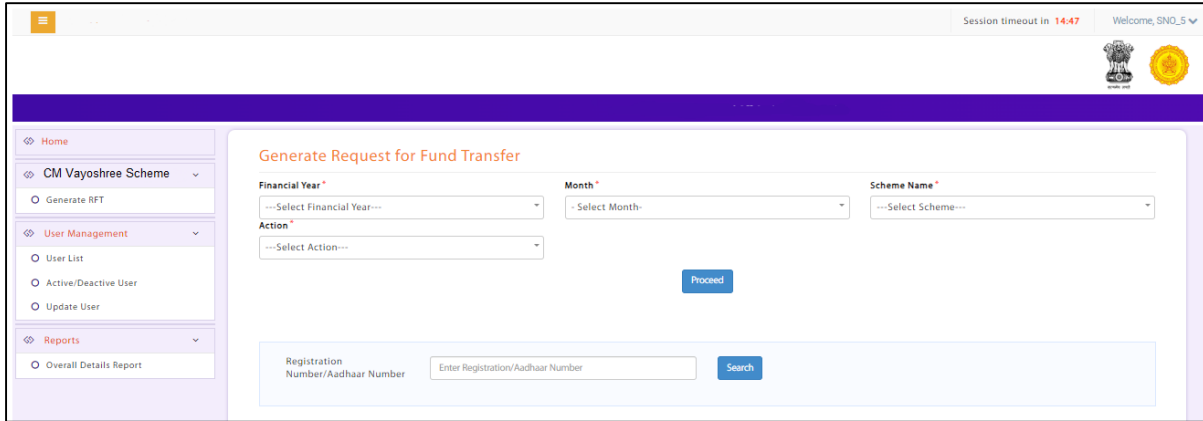 Session timeout in 14:47
Welcome, SNO_5
Home
CM Vayoshree Scheme
Generate RFT
User Management
User List
Active/Deactive User
Update User
Reports
Overall Details Report
Generate Request for Fund Transfer
Financial Year*
Month*
Scheme Name*
---Select Financial Year---
- Select Month-
---Select Scheme---
Action*
---Select Action---
Proceed
Registration
Number/Aadhaar Number
Enter Registration/Aadhaar Number
Search